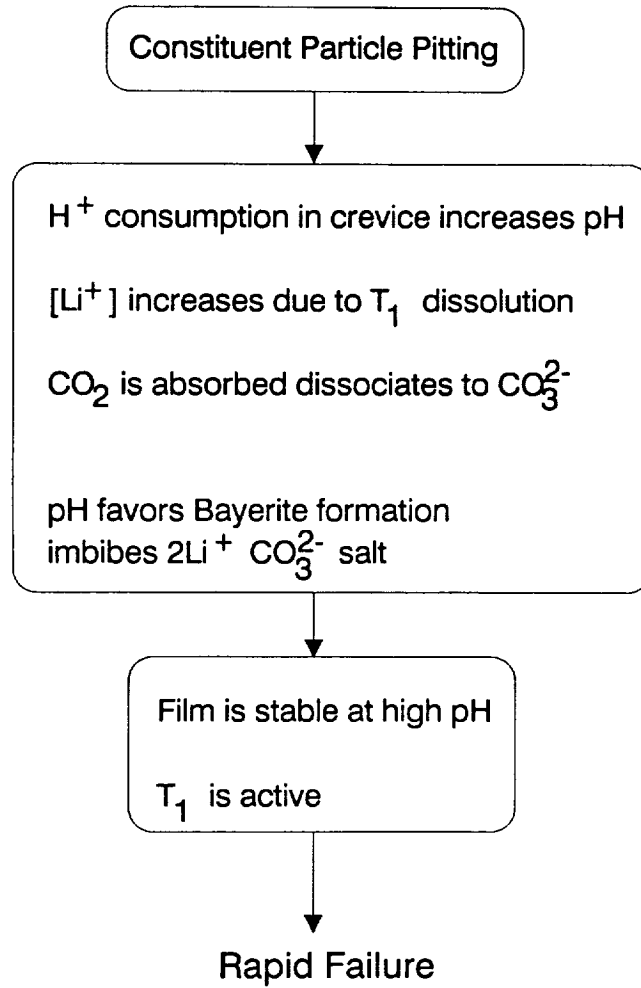 Constituent Particle Pitting
H⁺ consumption in crevice increases pH
[Li⁺] increases due to T₁ dissolution
CO₂ is absorbed dissociates to CO₃²⁻
pH favors Bayerite formation
imbibes 2Li⁺ CO₃²⁻ salt
Film is stable at high pH
T₁ is active
Rapid Failure